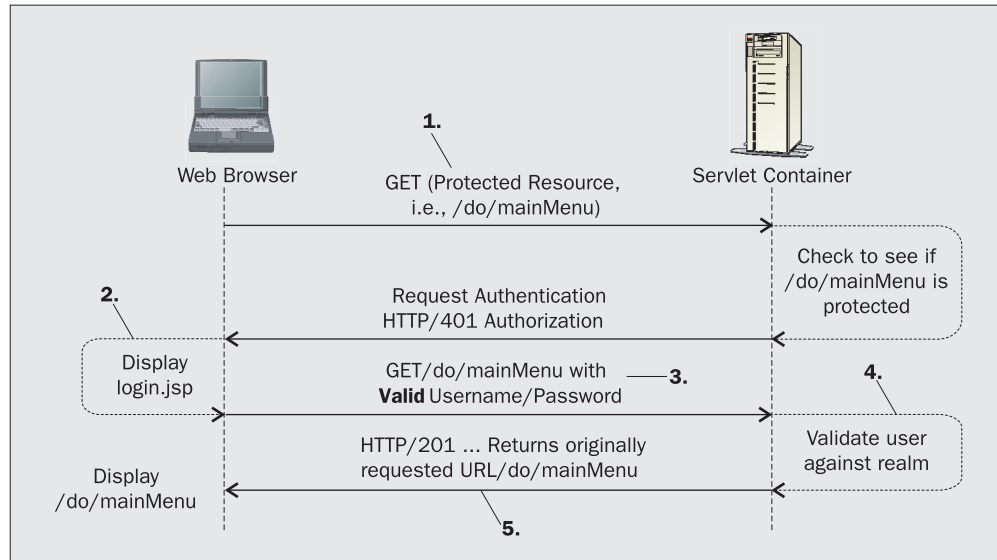 Web Browser
Servlet Container
1.
GET (Protected Resource,
i.e., /do/mainMenu)
Check to see if
/do/mainMenu is
protected
Request Authentication
HTTP/401 Authorization
2.
Display
login.jsp
GET/do/mainMenu with
Valid Username/Password
3.
4.
Validate user
against realm
HTTP/201 ... Returns originally
requested URL/do/mainMenu
Display
/do/mainMenu
5.